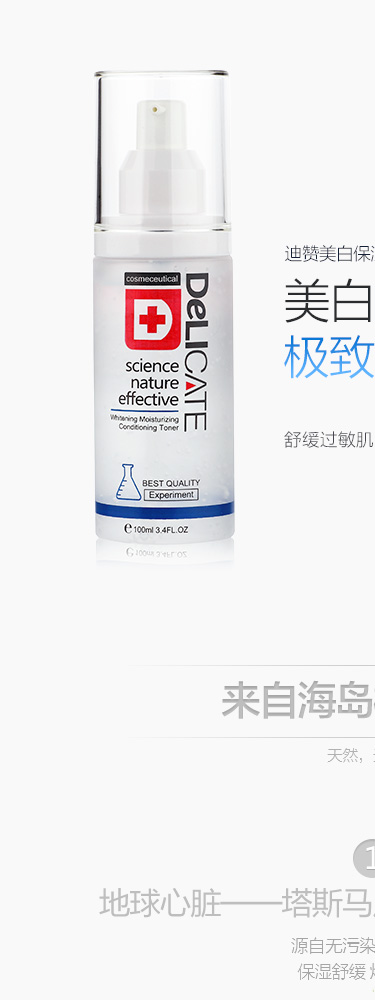 cosmeceutical
DeLICATE
science
nature
effective
Whitening Moisturizing
Conditioning Toner
BEST QUALITY
Experiment
e 100ml 3.4FL.OZ
迪赞美白保
美白
极致
舒缓过敏肌
来自海岛
天然，
1
地球心脏——塔斯马
源自无污染
保湿舒缓